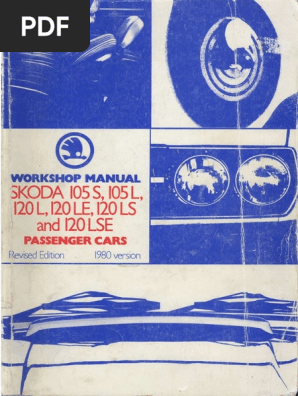 PDF
WORKSHOP MANUAL
SKODA 105 S, 105 L,
120 L, 120 LE, 120 LS
and 120 LSE
PASSENGER CARS
Revised Edition 1980 version